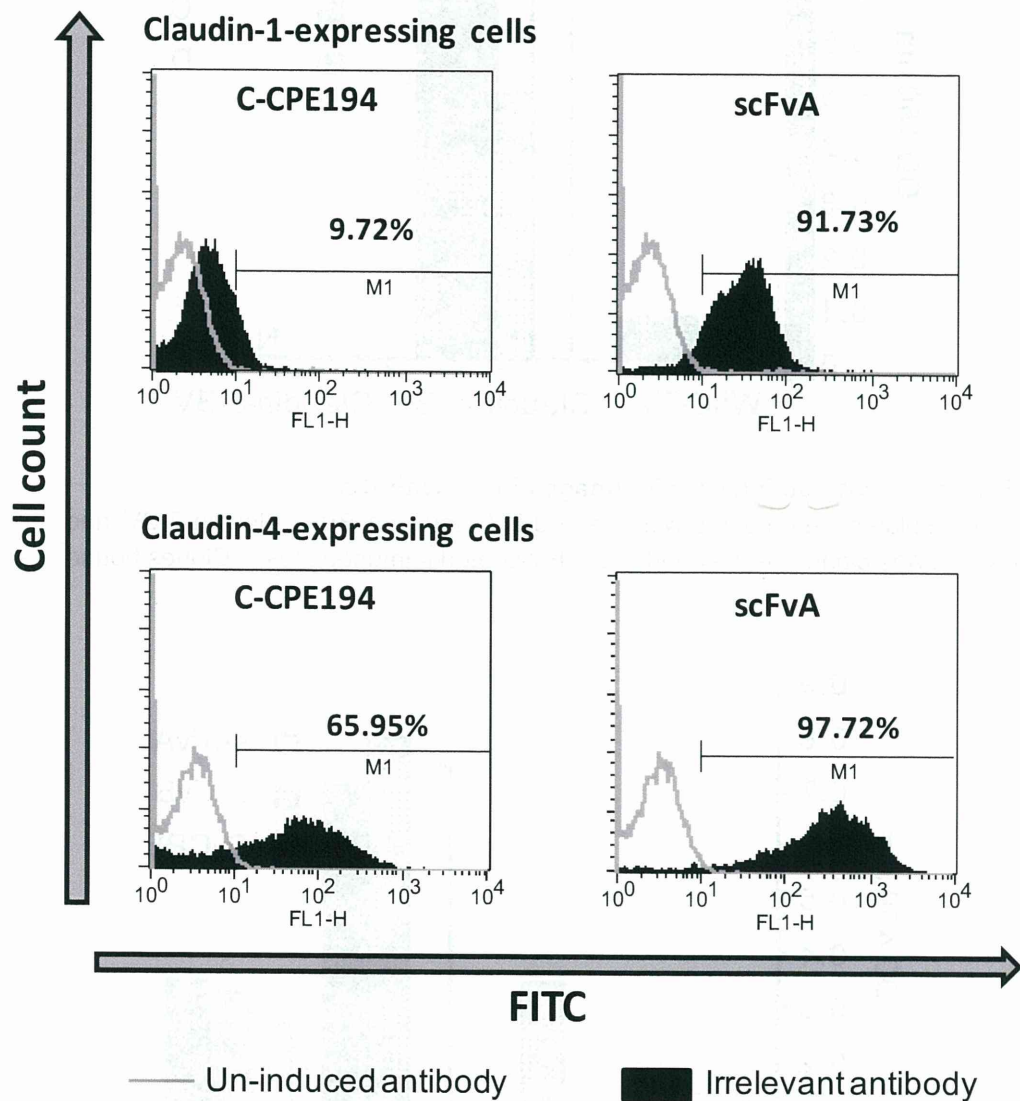 Claudin-1-expressing cells
C-CPE194
9.72%
M1
10⁰ 10¹ 10² 10³ 10⁴
FL1-H
scFvA
91.73%
M1
10⁰ 10¹ 10² 10³ 10⁴
FL1-H
Cell count
Claudin-4-expressing cells
C-CPE194
65.95%
M1
10⁰ 10¹ 10² 10³ 10⁴
FL1-H
scFvA
97.72%
M1
10⁰ 10¹ 10² 10³ 10⁴
FL1-H
FITC
Un-induced antibody
Irrelevant antibody